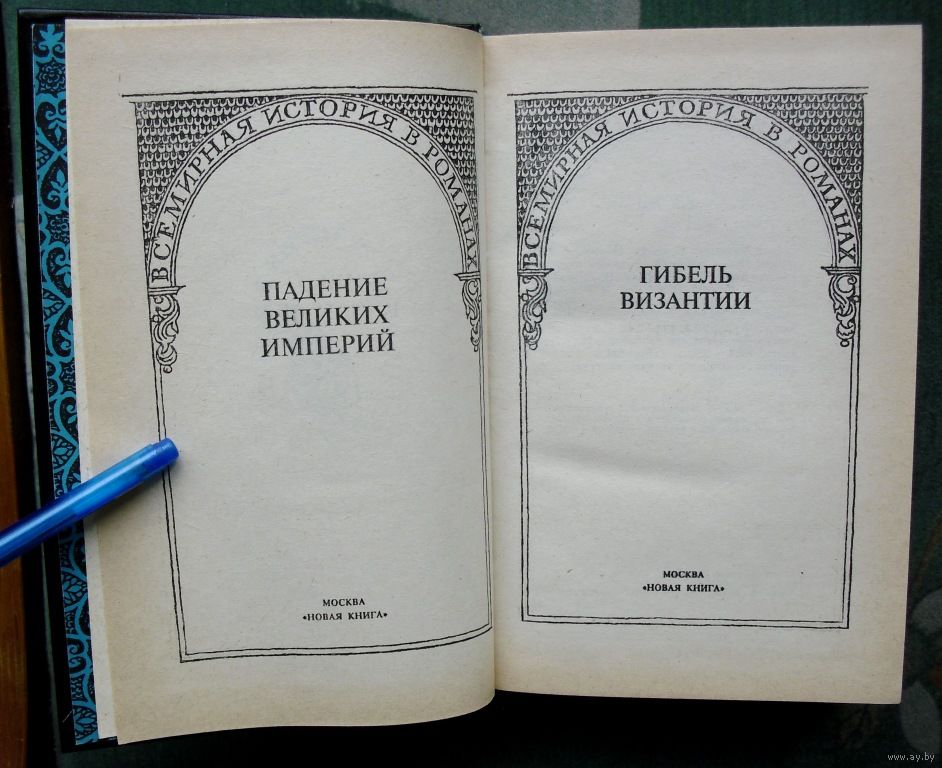 ВСЕМИРНАЯ ИСТОРИЯ В РОМАНАХ
ПАДЕНИЕ
ВЕЛИКИХ
ИМПЕРИЙ
МОСКВА
«НОВАЯ КНИГА»
ВСЕМИРНАЯ ИСТОРИЯ В РОМАНАХ
ГИБЕЛЬ
ВИЗАНТИИ
МОСКВА
«НОВАЯ КНИГА»
www.ay.by